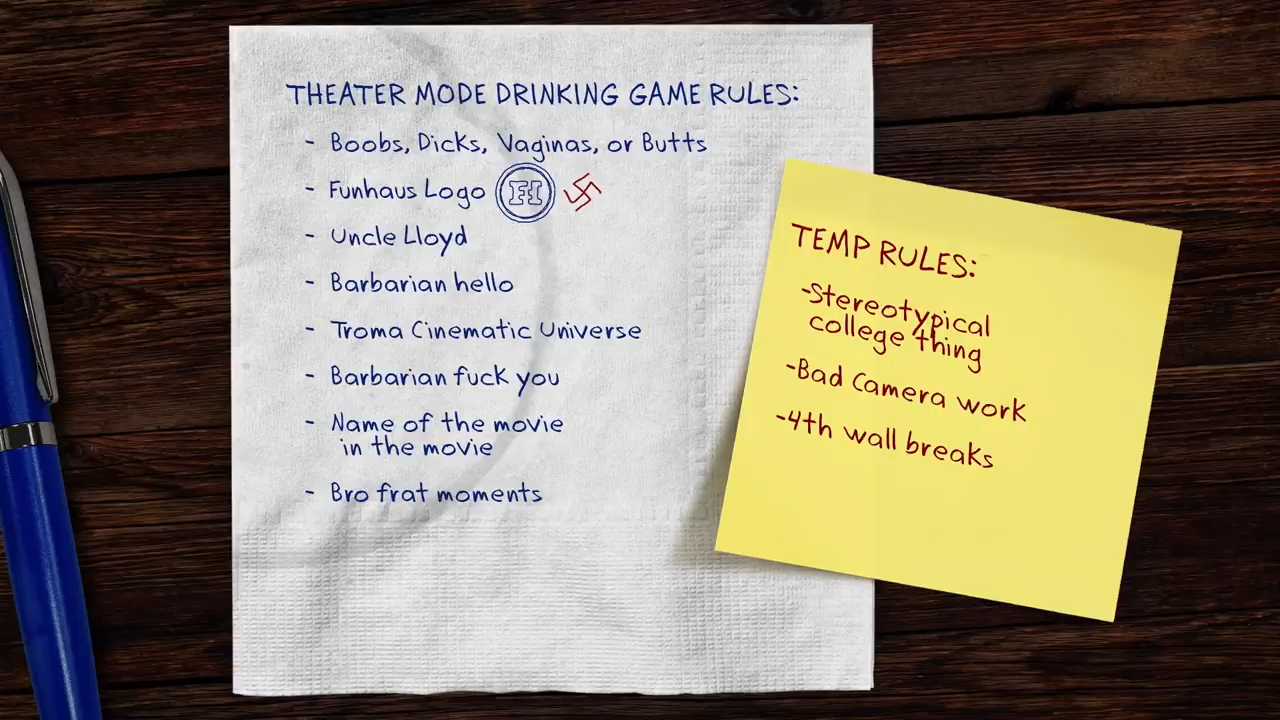 THEATER MODE DRINKING GAME RULES:
- Boobs, Dicks, Vaginas, or Butts
- Funhaus Logo FH 卐
- Uncle Lloyd
- Barbarian hello
- Troma Cinematic Universe
- Barbarian fuck you
- Name of the movie
in the movie
- Bro frat moments
TEMP RULES:
-Stereotypical
college thing
-Bad Camera work
-4th wall breaks